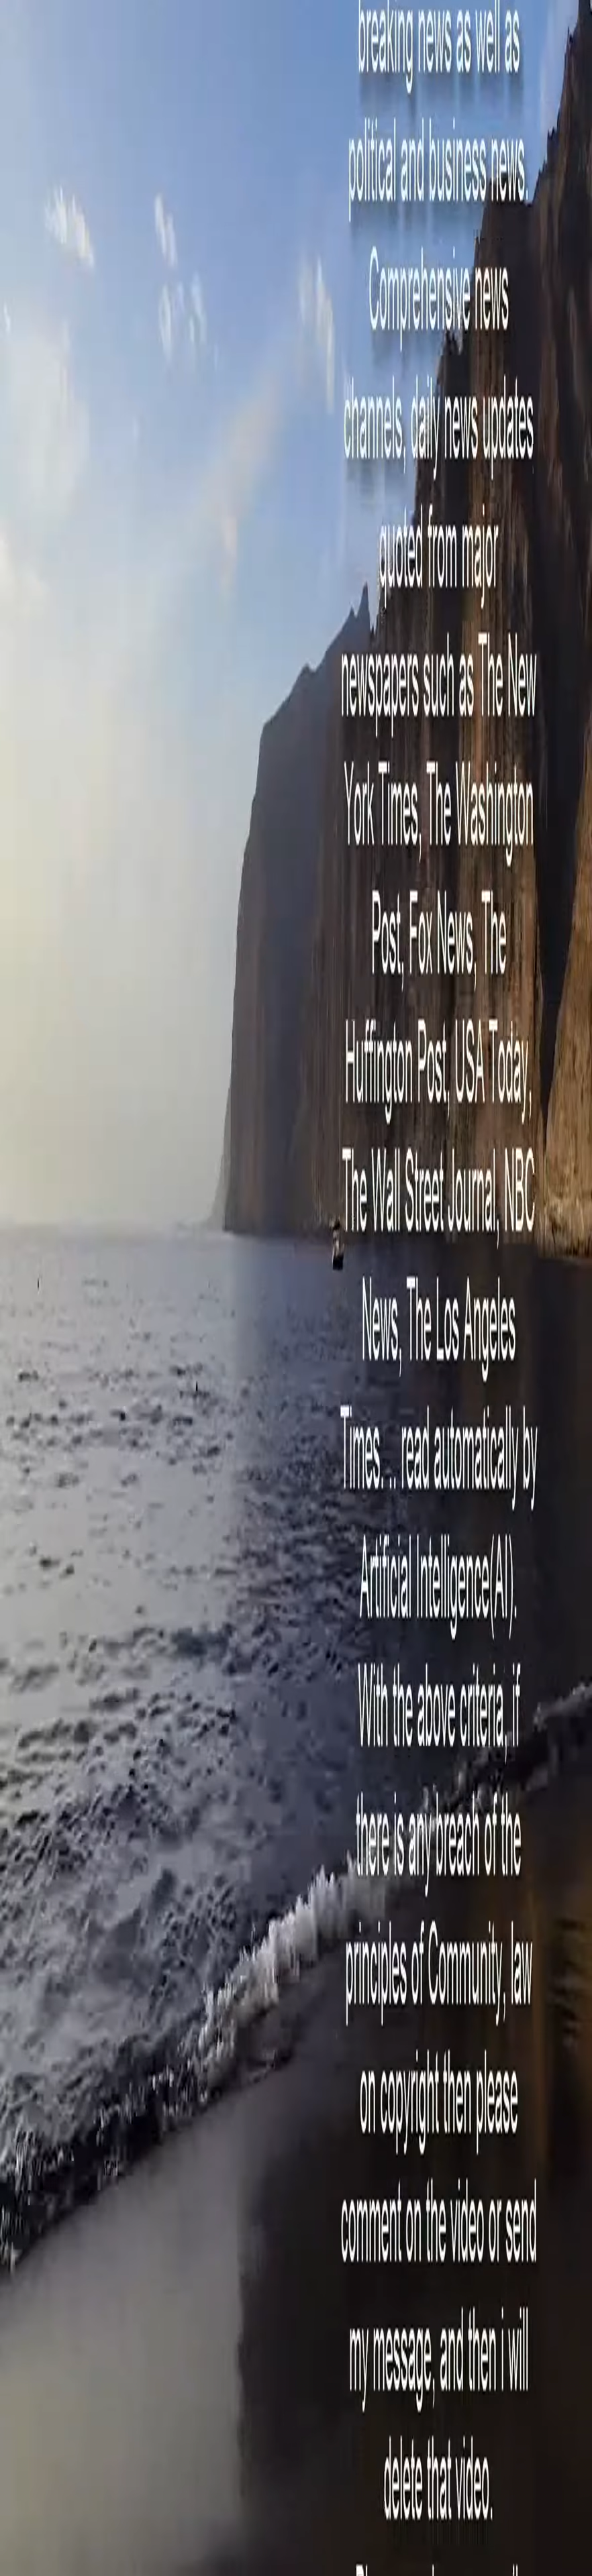 breaking news as well as
political and business news.
Comprehensive news
channels, daily news updates
quoted from major
newspapers such as The New
York Times, The Washington
Post, Fox News, The
Huffington Post, USA Today,
The Wall Street Journal, NBC
News, The Los Angeles
Times. .. read automatically by
Artificial Intelligence(AI).
With the above criteria, if
there is any breach of the
principles of Community, law
on copyright then please
comment on the video or send
my message, and then i will
delete that video.